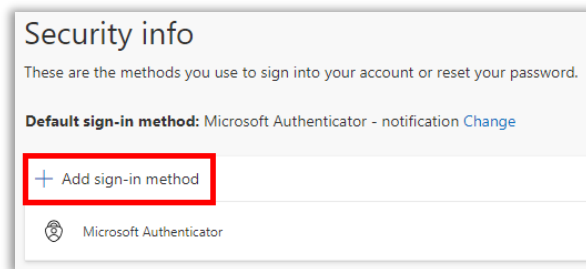 Security info
These are the methods you use to sign into your account or reset your password.
Default sign-in method: Microsoft Authenticator - notification Change
+ Add sign-in method
Microsoft Authenticator